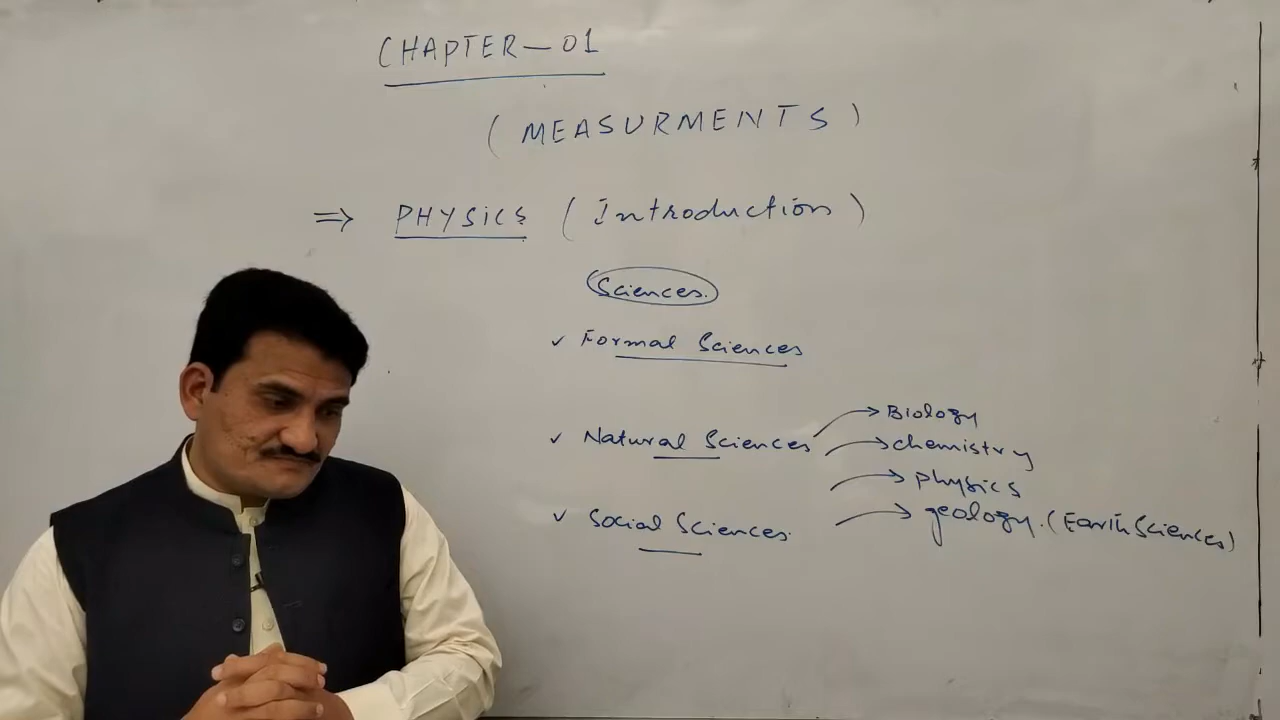 CHAPTER—01
(MEASURMENTS)
⇒ PHYSICS (Introduction)
Sciences.
✓ Formal Sciences
✓ Natural Sciences → Biology
→ chemistry
→ physics
→ geology. (Earth Sciences)
✓ Social Sciences.